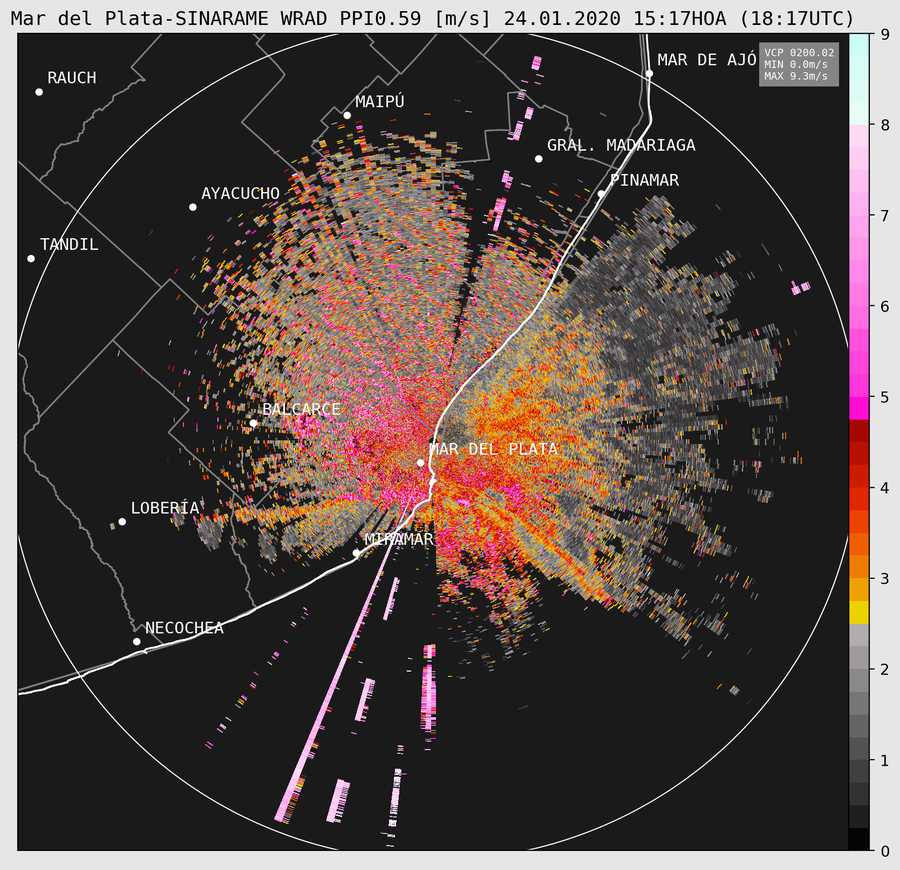 Mar del Plata-SINARAME WRAD PPI0.59 [m/s] 24.01.2020 15:17HOA (18:17UTC)
VCP 0200.02
MIN 0.0m/s
MAX 9.3m/s
MAR DE AJÓ
RAUCH
MAIPÚ
GRAL. MADARIAGA
PINAMAR
AYACUCHO
TANDIL
BALCARCE
MAR DEL PLATA
LOBERÍA
MIRAMAR
NECOCHEA
9
8
7
6
5
4
3
2
1
0